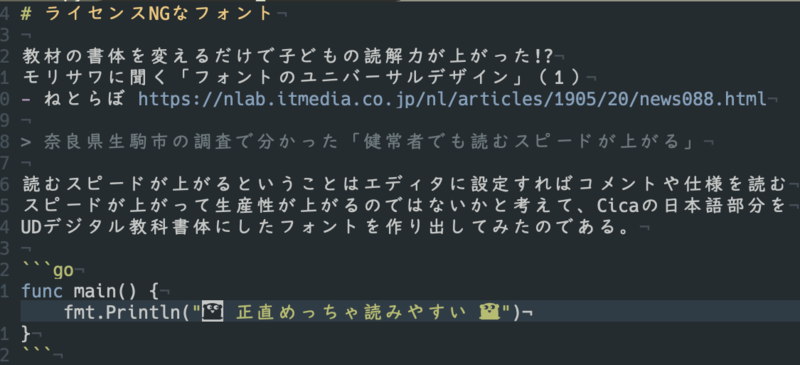 4 # ライセンスNGなフォント¬
3 ¬
2 教材の書体を変えるだけで子どもの読解力が上がった!?¬
1 モリサワに聞く「フォントのユニバーサルデザイン」(1)¬
0 - ねとらぼ https://nlab.itmedia.co.jp/nl/articles/1905/20/news088.html¬
9 ¬
8 > 奈良県生駒市の調査で分かった「健常者でも読むスピードが上がる」¬
7 ¬
6 読むスピードが上がるということはエディタに設定すればコメントや仕様を読む
5 スピードが上がって生産性が上がるのではないかと考えて、Cicaの日本語部分を
4 UDデジタル教科書体にしたフォントを作り出してみたのである。¬
3 ¬
2 ```go¬
1 func main() {¬
fmt.Println(" 正直めっちゃ読みやすい ")¬
1 }¬
2 ```¬